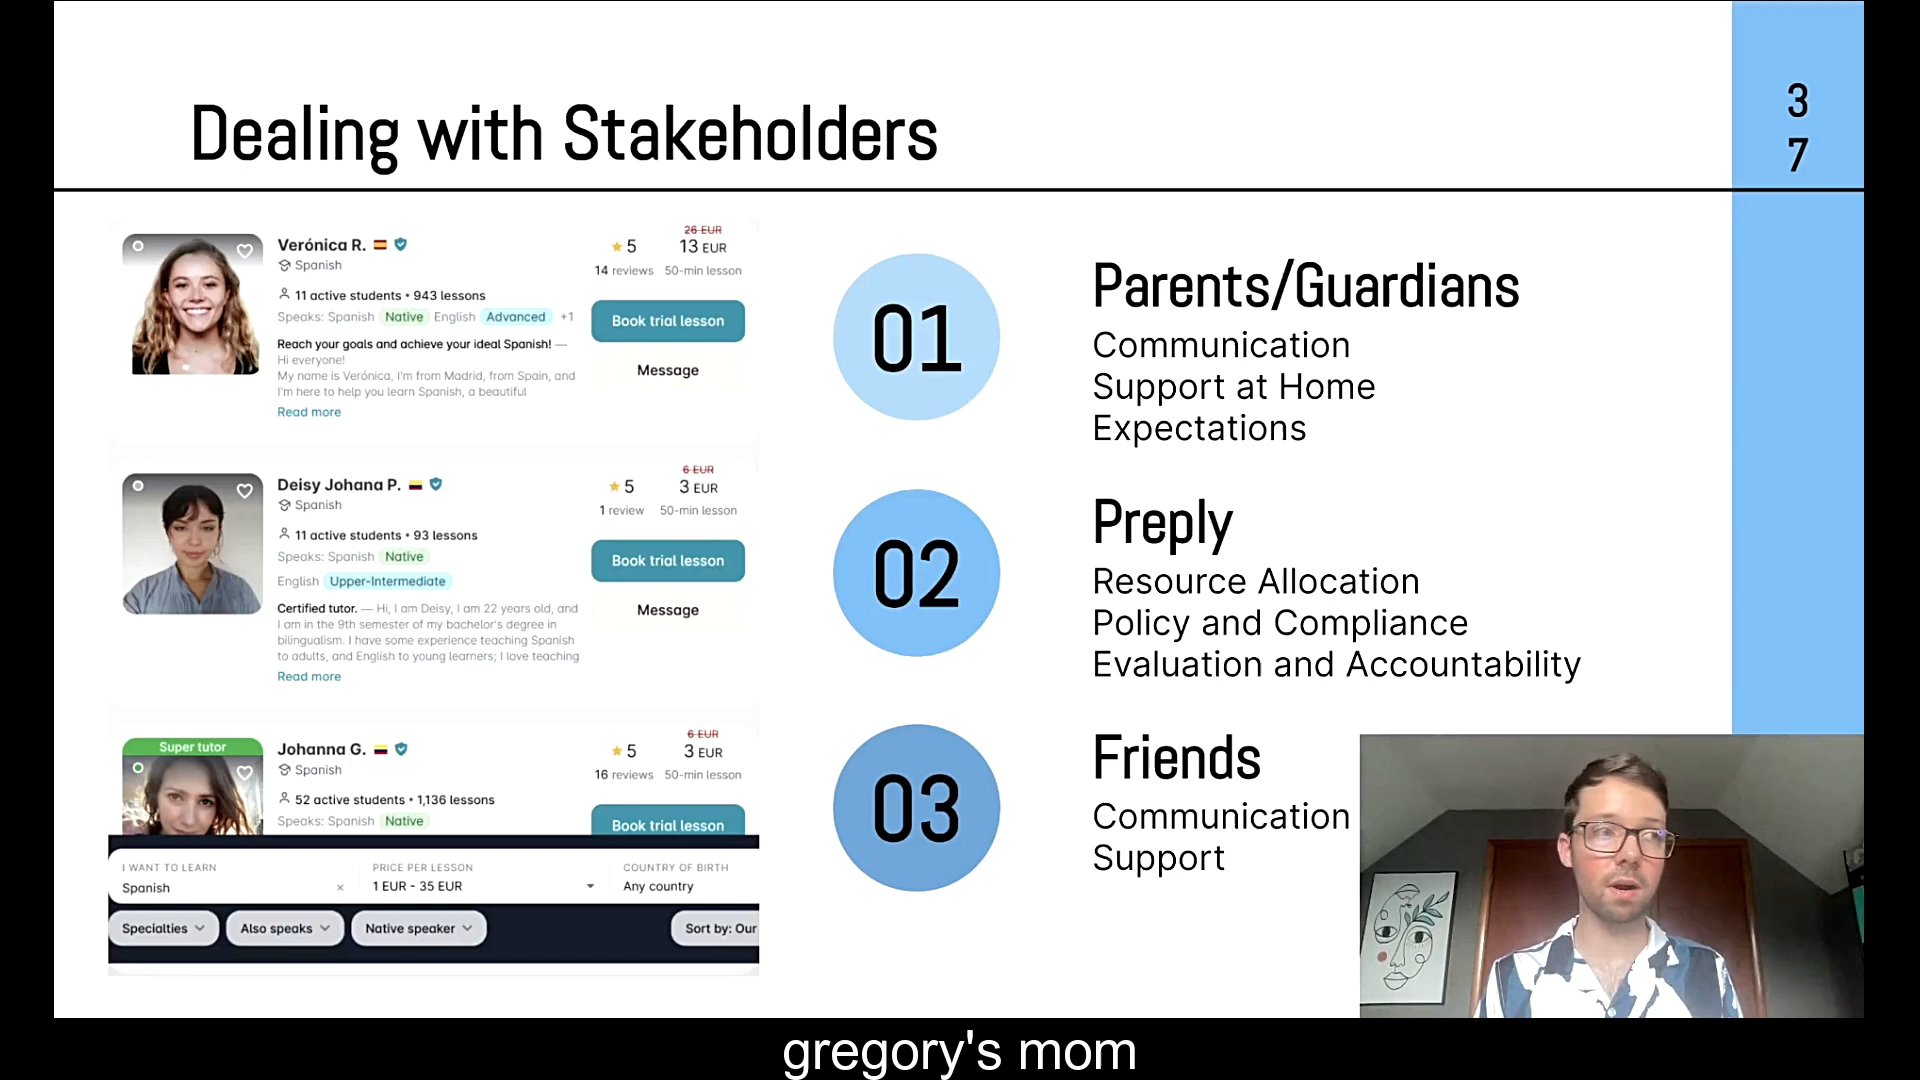 Dealing with Stakeholders
3
7
Verónica R.
Spanish
11 active students • 943 lessons
Speaks: Spanish Native English Advanced +1
Reach your goals and achieve your ideal Spanish! —
Hi everyone!
My name is Verónica, I'm from Madrid, from Spain, and
I'm here to help you learn Spanish, a beautiful
Read more
5
14 reviews
26 EUR
13 EUR
50-min lesson
Book trial lesson
Message
Deisy Johana P.
Spanish
11 active students • 93 lessons
Speaks: Spanish Native
English Upper-Intermediate
Certified tutor. — Hi, I am Deisy, I am 22 years old, and
I am in the 9th semester of my bachelor's degree in
bilingualism. I have some experience teaching Spanish
to adults, and English to young learners; I love teaching
Read more
5
1 review
6 EUR
3 EUR
50-min lesson
Book trial lesson
Message
Super tutor
Johanna G.
Spanish
52 active students • 1,136 lessons
Speaks: Spanish Native
5
16 reviews
6 EUR
3 EUR
50-min lesson
Book trial lesson
I WANT TO LEARN
Spanish
PRICE PER LESSON
1 EUR - 35 EUR
COUNTRY OF BIRTH
Any country
Specialties
Also speaks
Native speaker
Sort by: Our
01
Parents/Guardians
Communication
Support at Home
Expectations
02
Preply
Resource Allocation
Policy and Compliance
Evaluation and Accountability
03
Friends
Communication
Support
gregory's mom